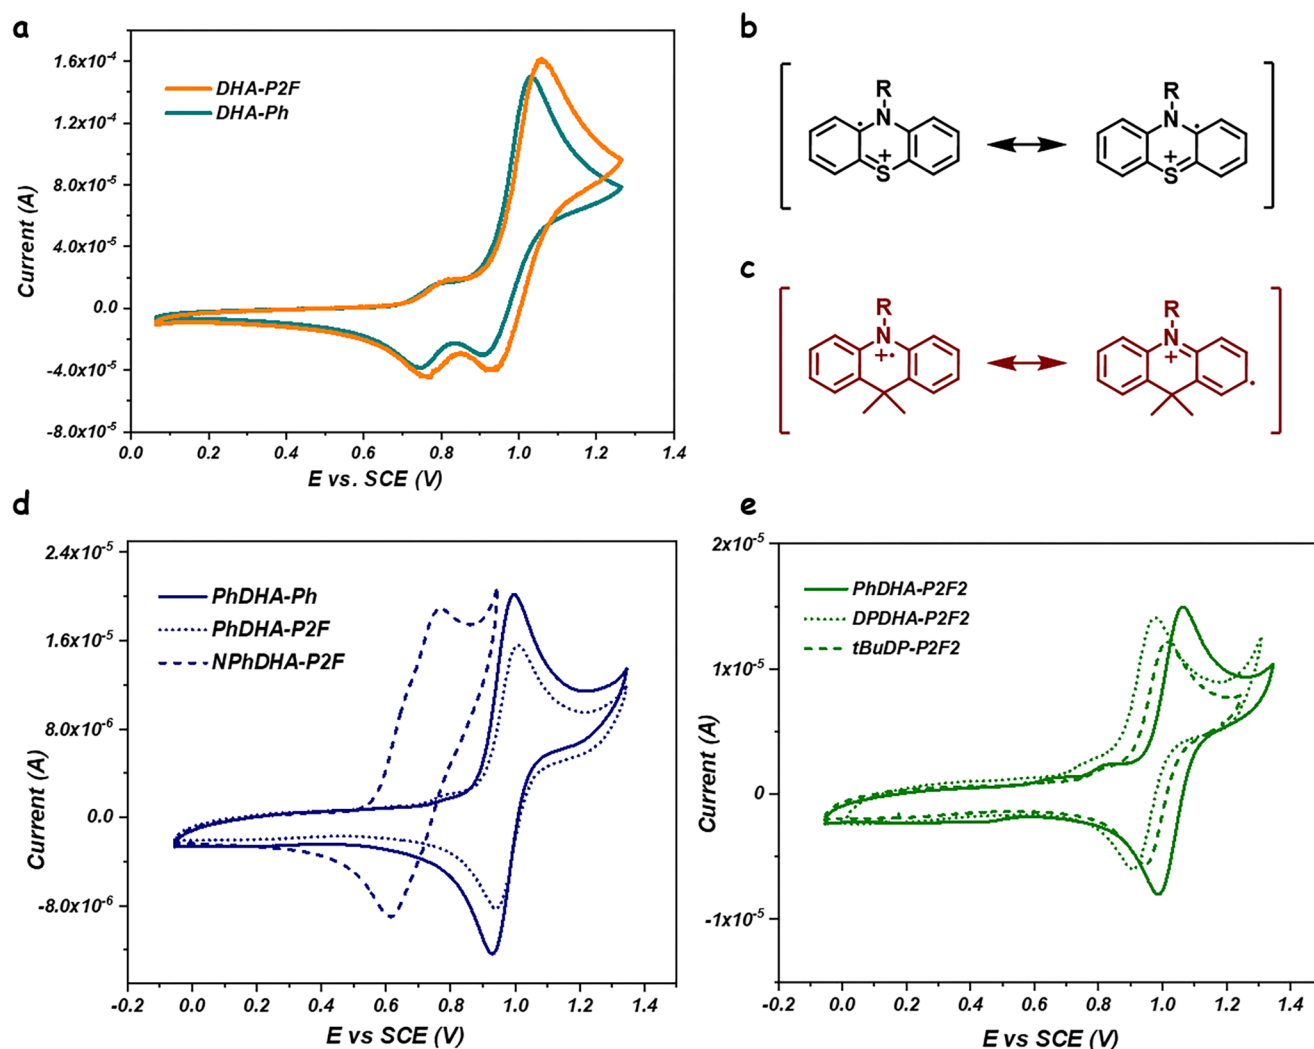 a
1.6x10⁻⁴
1.2x10⁻⁴
8.0x10⁻⁵
4.0x10⁻⁵
0.0
-4.0x10⁻⁵
-8.0x10⁻⁵
Current (A)
DHA-P2F
DHA-Ph
0.0 0.2 0.4 0.6 0.8 1.0 1.2 1.4
E vs. SCE (V)
b
R R
N N
+ +
S S
c
R R
N N
+• +
d
2.4x10⁻⁵
1.6x10⁻⁵
8.0x10⁻⁶
0.0
-8.0x10⁻⁶
Current (A)
PhDHA-Ph
PhDHA-P2F
NPhDHA-P2F
-0.2 0.0 0.2 0.4 0.6 0.8 1.0 1.2 1.4
E vs SCE (V)
e
2x10⁻⁵
1x10⁻⁵
0
-1x10⁻⁵
Current (A)
PhDHA-P2F2
DPDHA-P2F2
tBuDP-P2F2
-0.2 0.0 0.2 0.4 0.6 0.8 1.0 1.2 1.4
E vs SCE (V)